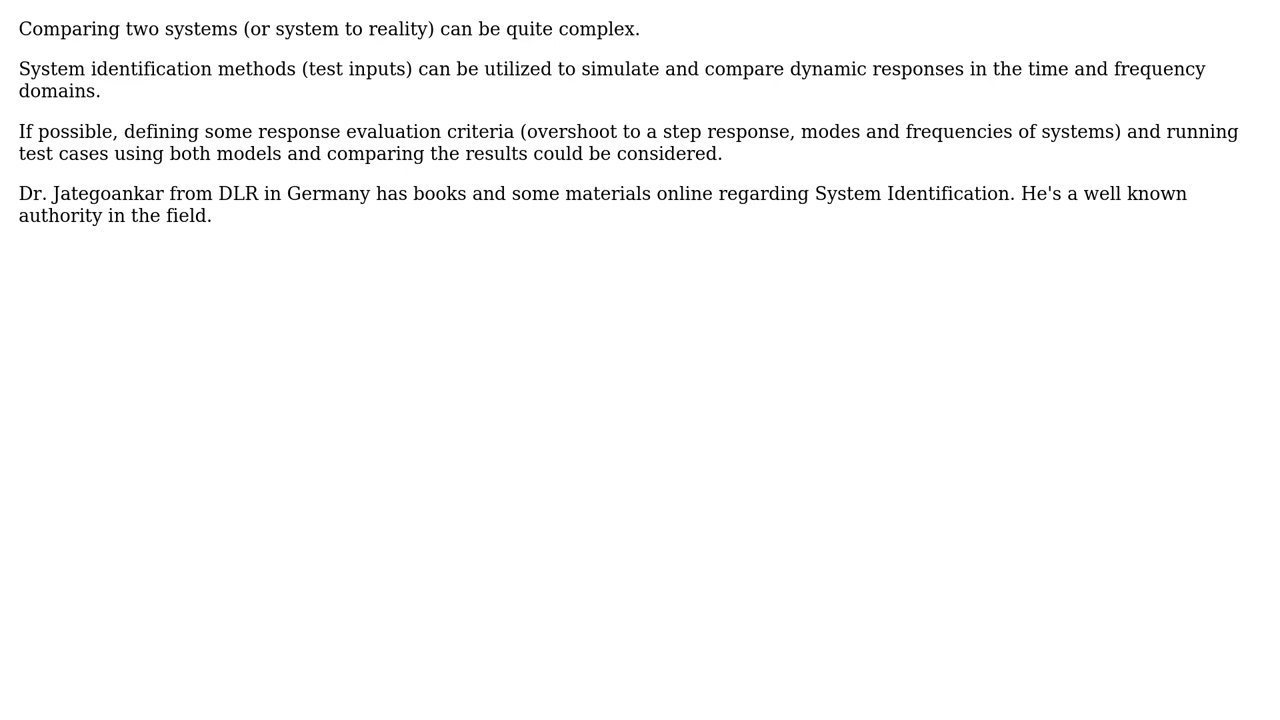 Comparing two systems (or system to reality) can be quite complex.
System identification methods (test inputs) can be utilized to simulate and compare dynamic responses in the time and frequency
domains.
If possible, defining some response evaluation criteria (overshoot to a step response, modes and frequencies of systems) and running
test cases using both models and comparing the results could be considered.
Dr. Jategoankar from DLR in Germany has books and some materials online regarding System Identification. He's a well known
authority in the field.